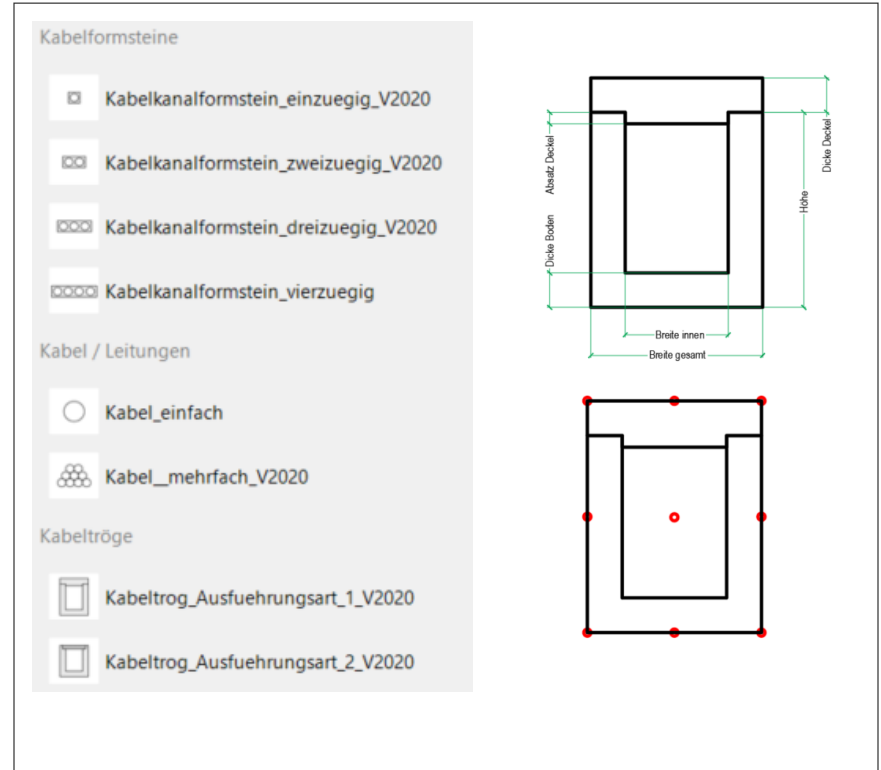 Kabelformsteine
Kabelkanalformstein_einzuegig_V2020
Kabelkanalformstein_zweizuegig_V2020
Kabelkanalformstein_dreizuegig_V2020
Kabelkanalformstein_vierzuegig
Kabel / Leitungen
Kabel_einfach
Kabel__mehrfach_V2020
Kabeltröge
Kabeltrog_Ausfuehrungsart_1_V2020
Kabeltrog_Ausfuehrungsart_2_V2020
Absatz Deckel
Dicke Boden
Höhe
Dicke Deckel
Breite innen
Breite gesamt